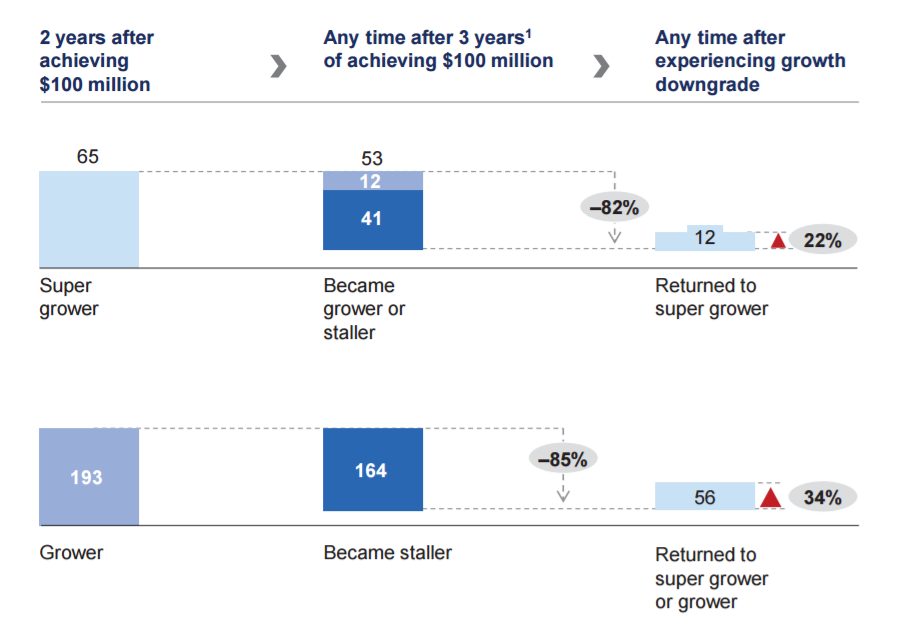 2 years after
achieving
$100 million
Any time after 3 years¹
of achieving $100 million
Any time after
experiencing growth
downgrade
65
53
12
41
–82%
12
22%
Super
grower
Became
grower or
staller
Returned to
super grower
193
164
–85%
56
34%
Grower
Became staller
Returned to
super grower
or grower